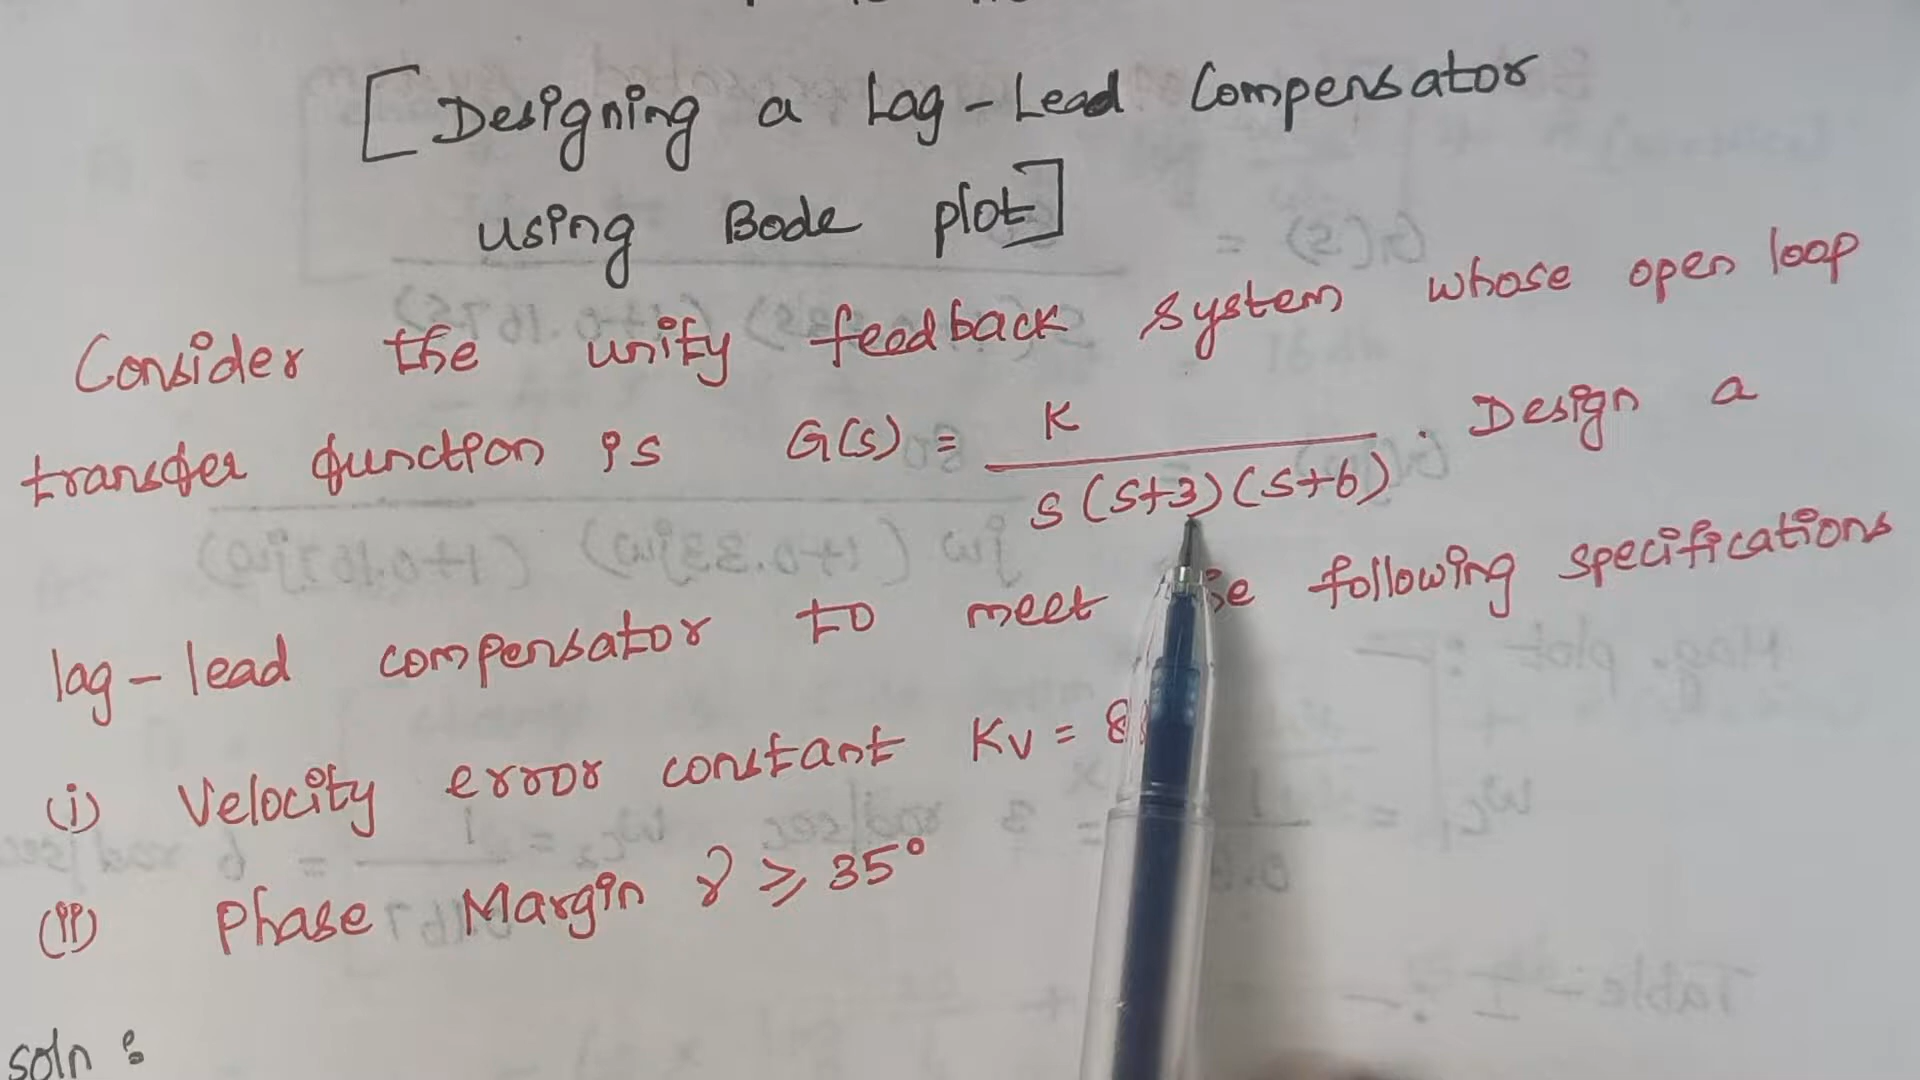 [Designing a Lag-Lead Compensator
using Bode plot]
Consider the unity feedback system whose open loop
transfer function is G(s) = K / s(s+3)(s+6) . Design a
lag-lead compensator to meet following specifications
(i) Velocity error constant Kv =
(ii) Phase Margin γ ≥ 35°
soln :